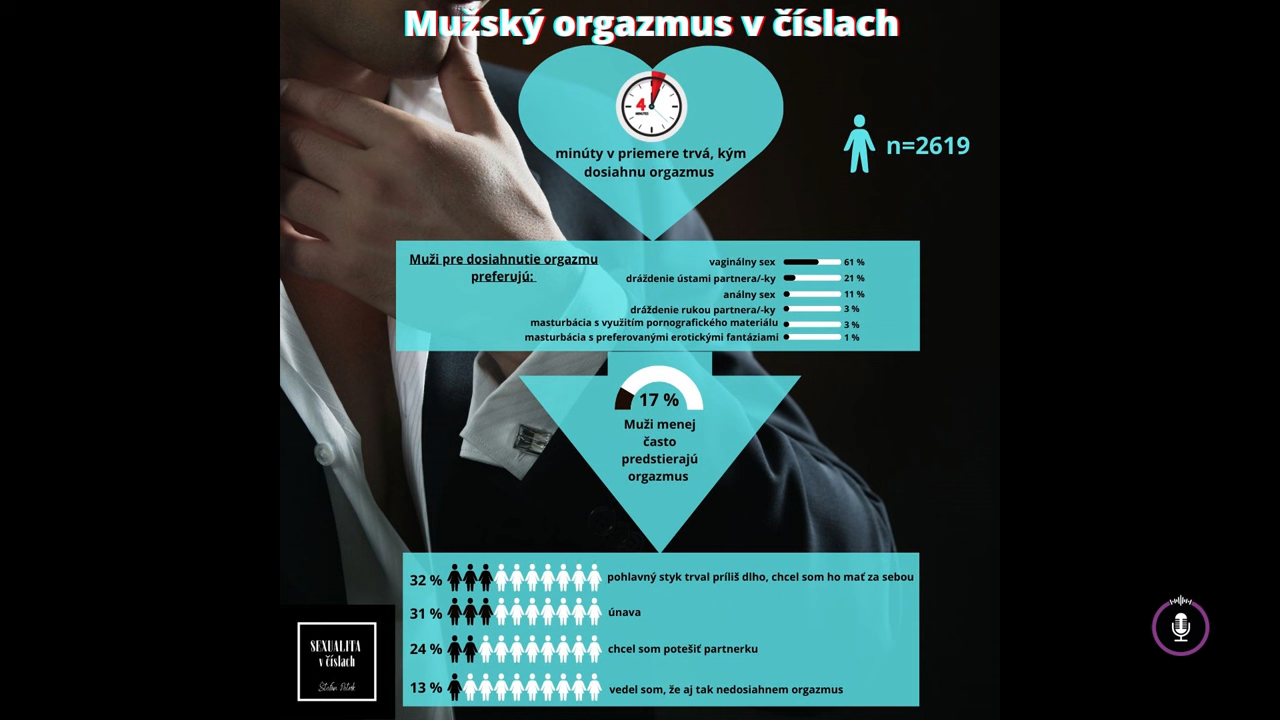 Mužský orgazmus v číslach
4
MINÚTY
minúty v priemere trvá, kým
dosiahnu orgazmus
n=2619
Muži pre dosiahnutie orgazmu
preferujú:
vaginálny sex 61 %
dráždenie ústami partnera/-ky 21 %
análny sex 11 %
dráždenie rukou partnera/-ky 3 %
masturbácia s využitím pornografického materiálu 3 %
masturbácia s preferovanými erotickými fantáziami 1 %
17 %
Muži menej
často
predstierajú
orgazmus
32 % pohlavný styk trval príliš dlho, chcel som ho mať za sebou
31 % únava
24 % chcel som potešiť partnerku
13 % vedel som, že aj tak nedosiahnem orgazmus
SEXUALITA
v číslach